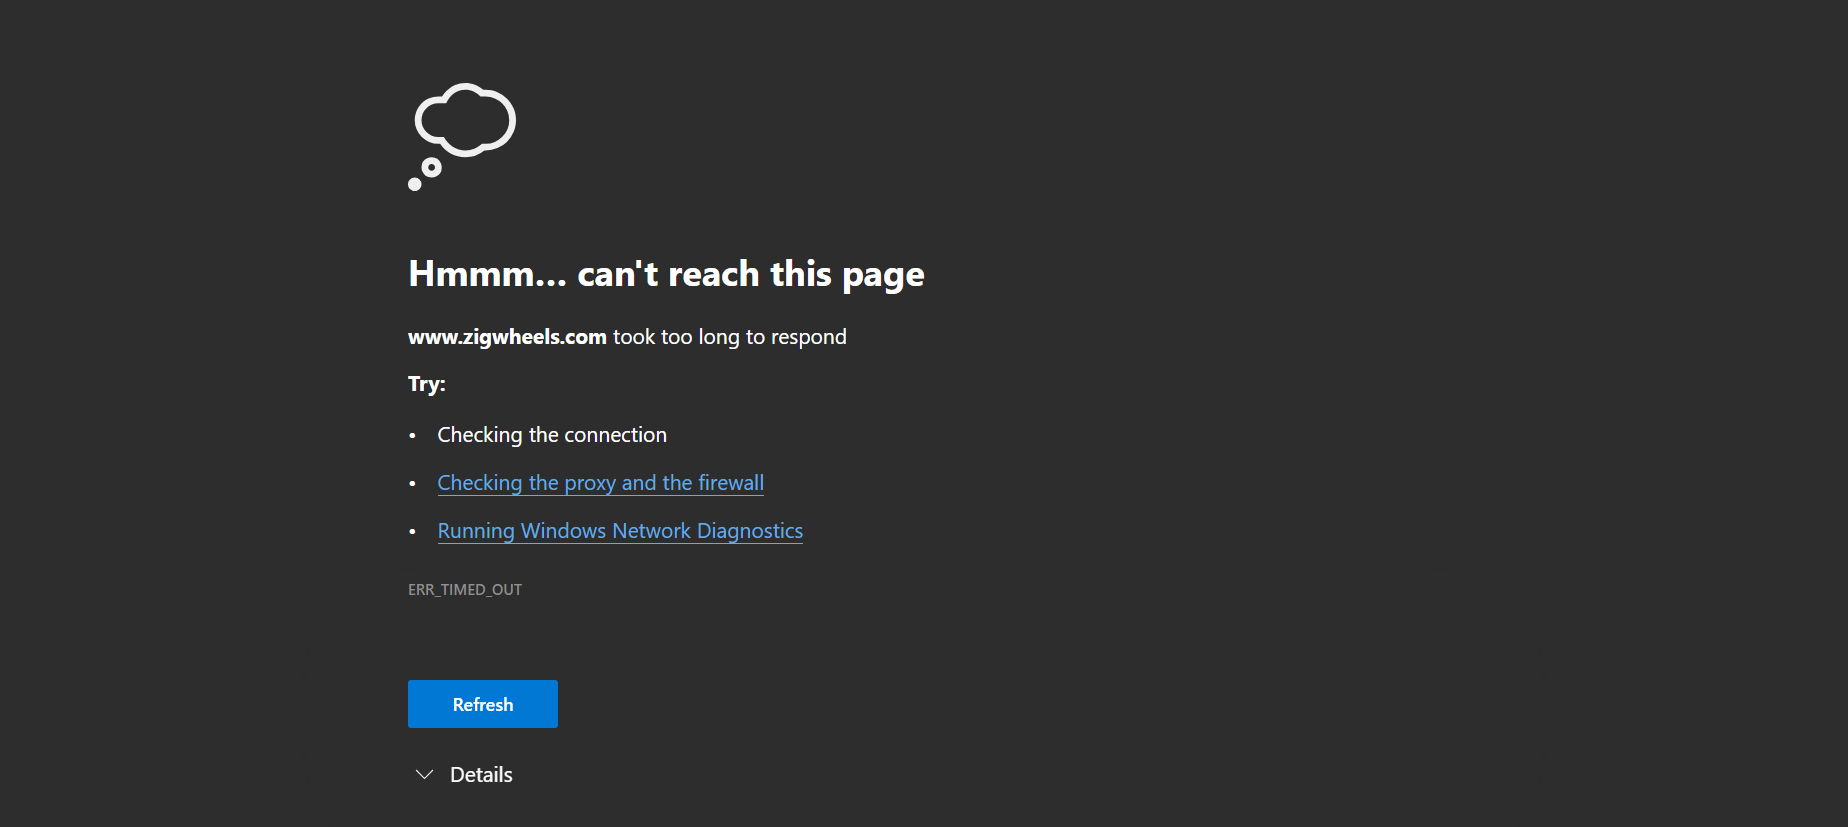 Hmmm... can't reach this page
www.zigwheels.com took too long to respond
Try:
• Checking the connection
• Checking the proxy and the firewall
• Running Windows Network Diagnostics
ERR_TIMED_OUT
Refresh
Details